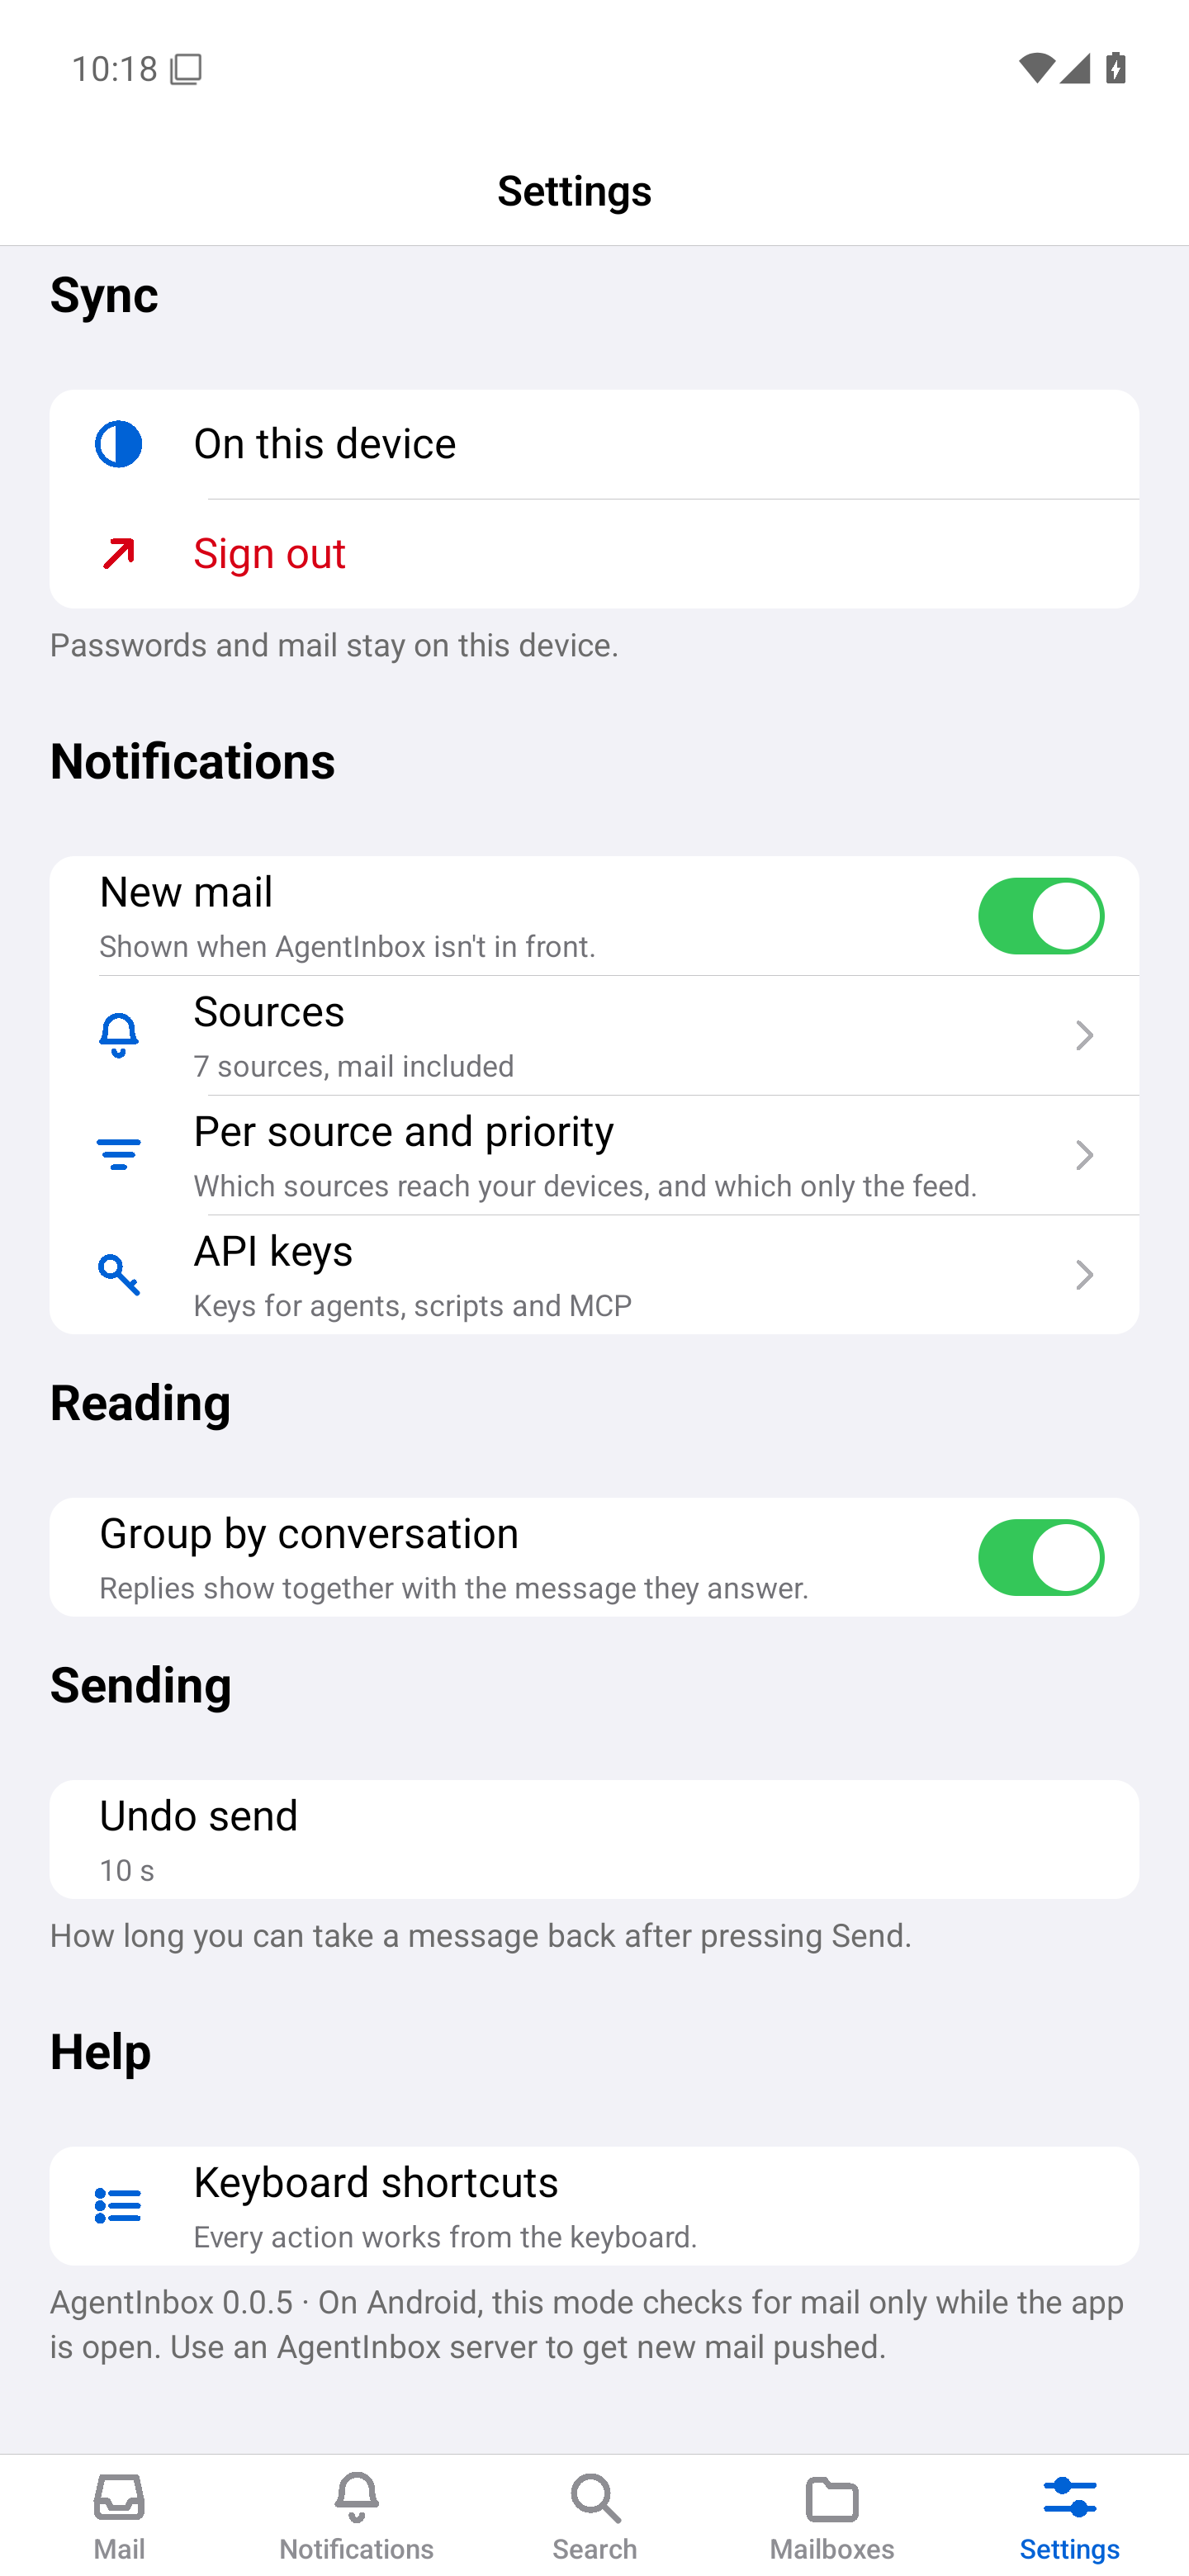 10:18
Settings
Sync
On this device
Sign out
Passwords and mail stay on this device.
Notifications
New mail
Shown when AgentInbox isn't in front.
Sources
7 sources, mail included
Per source and priority
Which sources reach your devices, and which only the feed.
API keys
Keys for agents, scripts and MCP
Reading
Group by conversation
Replies show together with the message they answer.
Sending
Undo send
10 s
How long you can take a message back after pressing Send.
Help
Keyboard shortcuts
Every action works from the keyboard.
AgentInbox 0.0.5 · On Android, this mode checks for mail only while the app
is open. Use an AgentInbox server to get new mail pushed.
Mail
Notifications
Search
Mailboxes
Settings